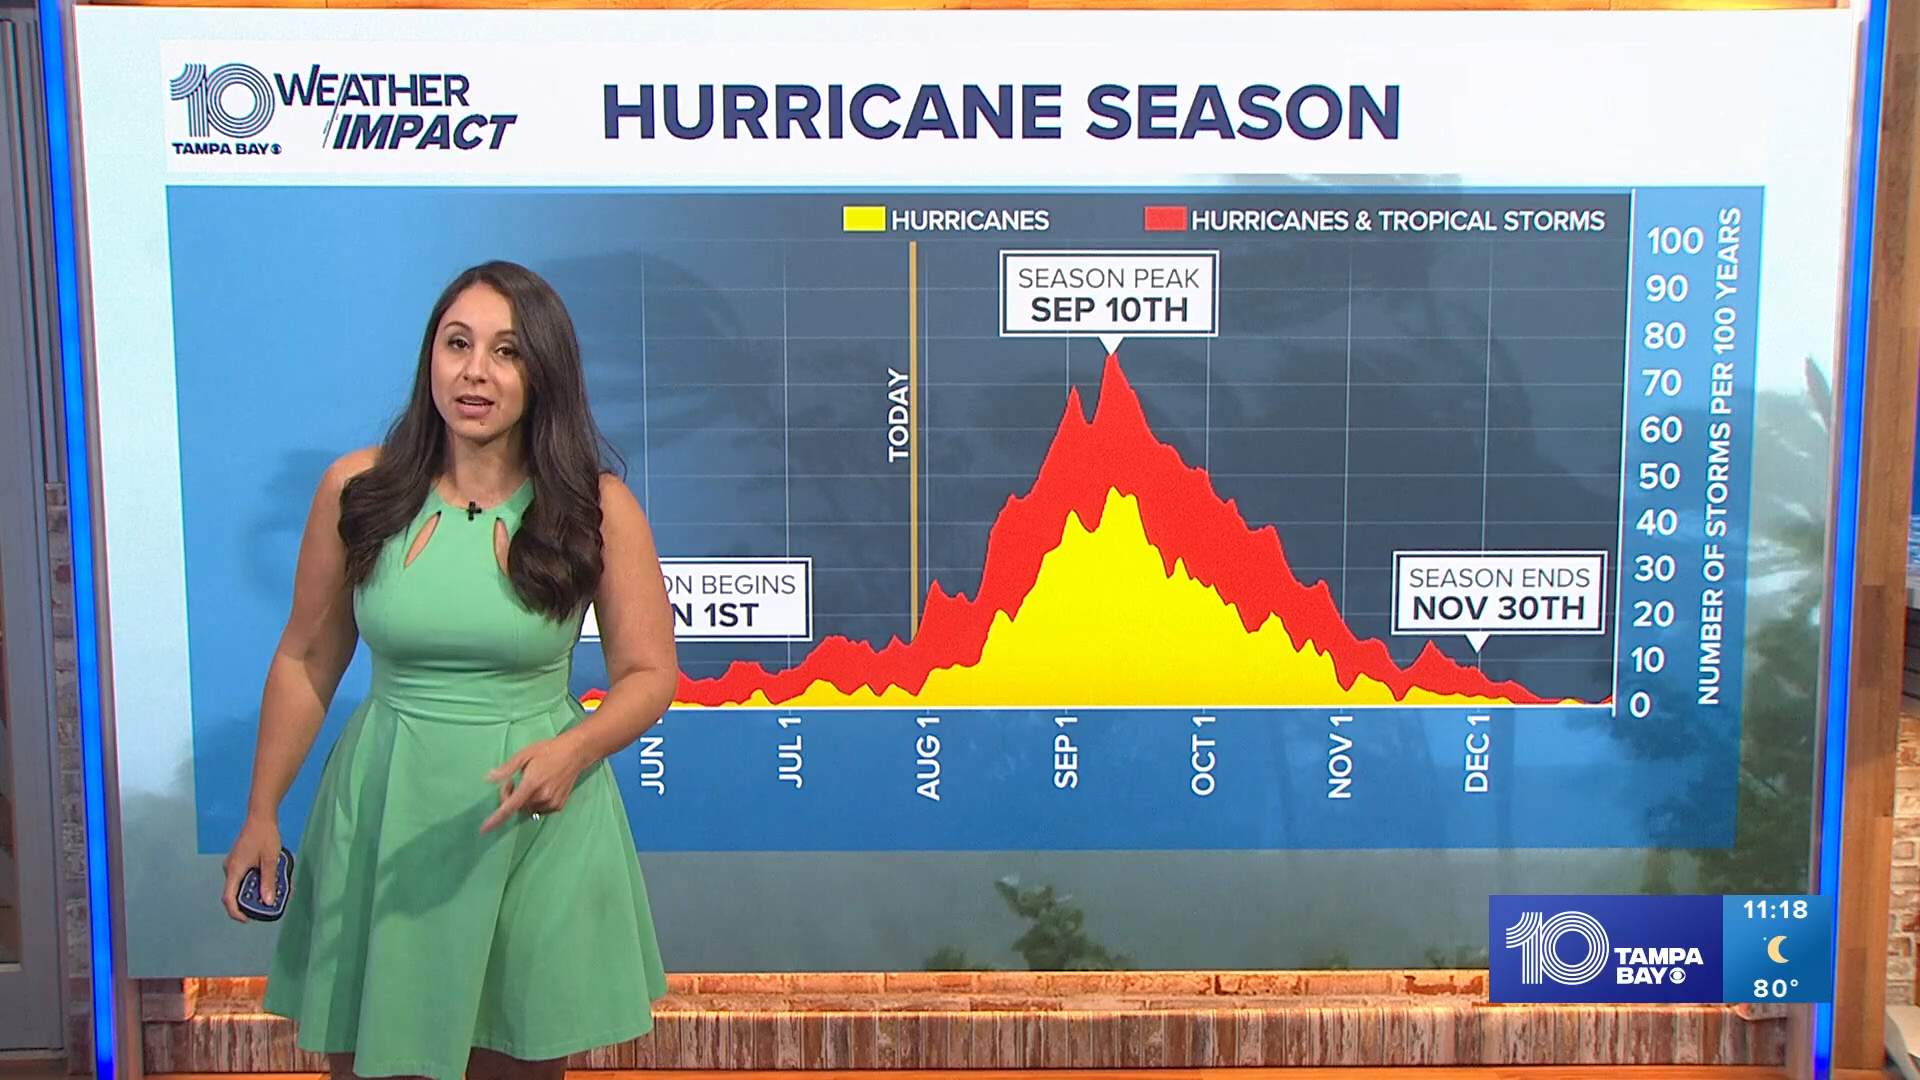 10 WEATHER
IMPACT
TAMPA BAY
HURRICANE SEASON
HURRICANES
HURRICANES & TROPICAL STORMS
SEASON PEAK
SEP 10TH
TODAY
ON BEGINS
N 1ST
SEASON ENDS
NOV 30TH
100
90
80
70
60
50
40
30
20
10
0
NUMBER OF STORMS PER 100 YEARS
JUN
JUL 1
AUG 1
SEP 1
OCT 1
NOV 1
DEC 1
10 TAMPA
BAY
11:18
80°